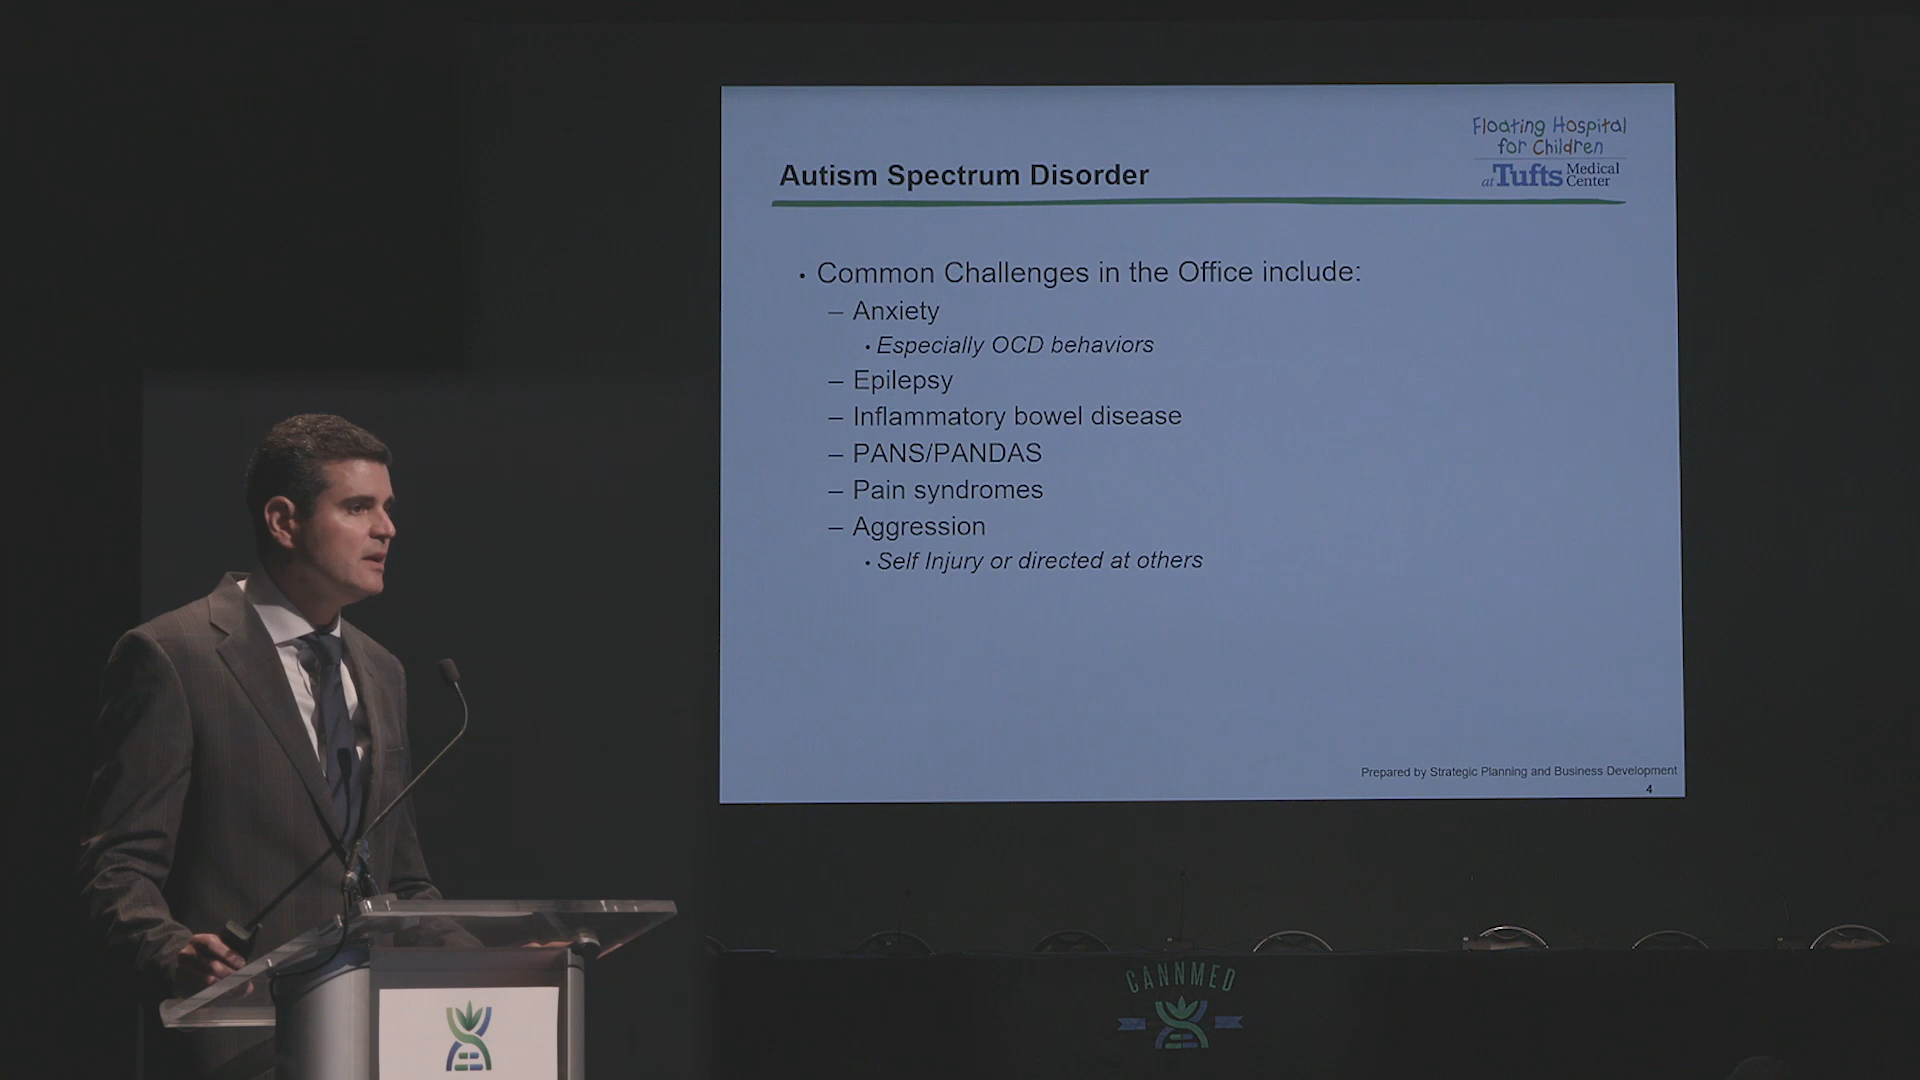 Floating Hospital
for Children
at Tufts Medical
Center
Autism Spectrum Disorder
• Common Challenges in the Office include:
– Anxiety
• Especially OCD behaviors
– Epilepsy
– Inflammatory bowel disease
– PANS/PANDAS
– Pain syndromes
– Aggression
• Self Injury or directed at others
Prepared by Strategic Planning and Business Development
4
CANNMED